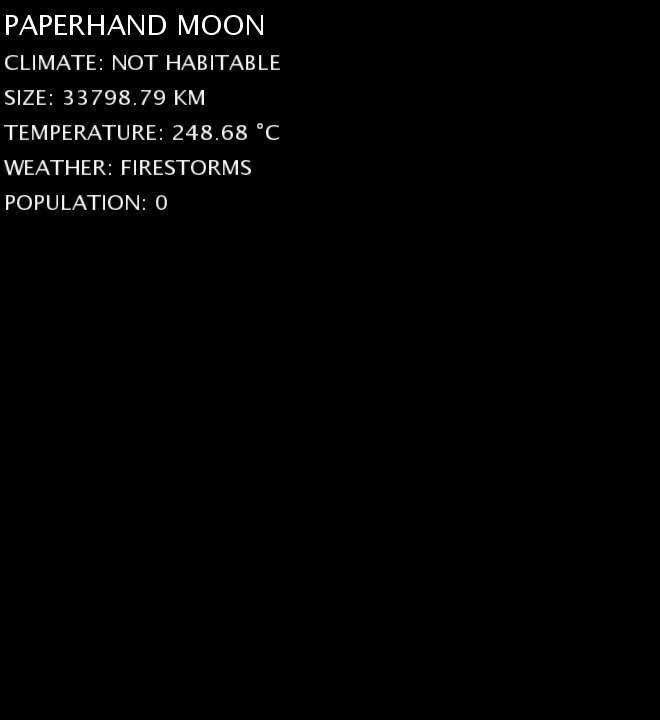 PAPERHAND MOON
CLIMATE: NOT HABITABLE
SIZE: 33798.79 KM
TEMPERATURE: 248.68 °C
WEATHER: FIRESTORMS
POPULATION: 0